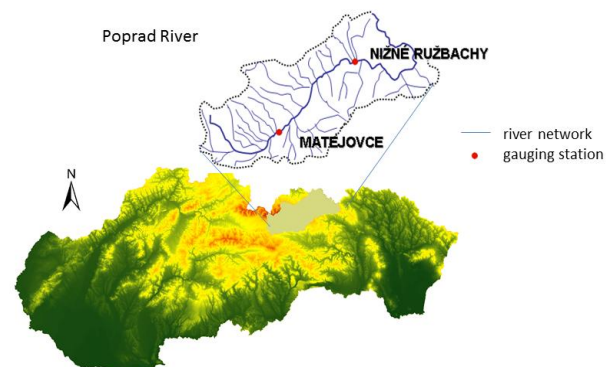 Poprad River
NIŽNÉ RUŽBACHY
MATEJOVCE
river network
gauging station
N